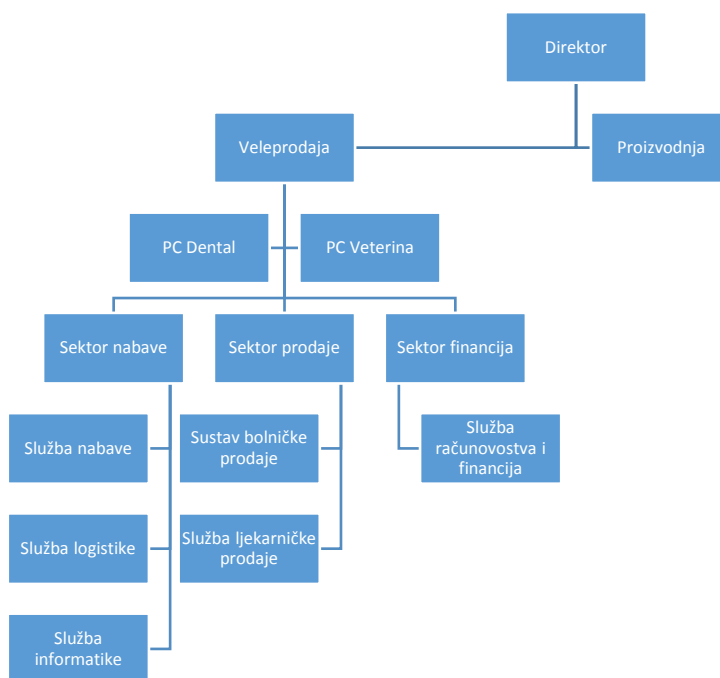 Direktor
Veleprodaja
Proizvodnja
PC Dental
PC Veterina
Sektor nabave
Sektor prodaje
Sektor financija
Služba nabave
Sustav bolničke
prodaje
Služba
računovostva i
financija
Služba logistike
Služba ljekarničke
prodaje
Služba
informatike